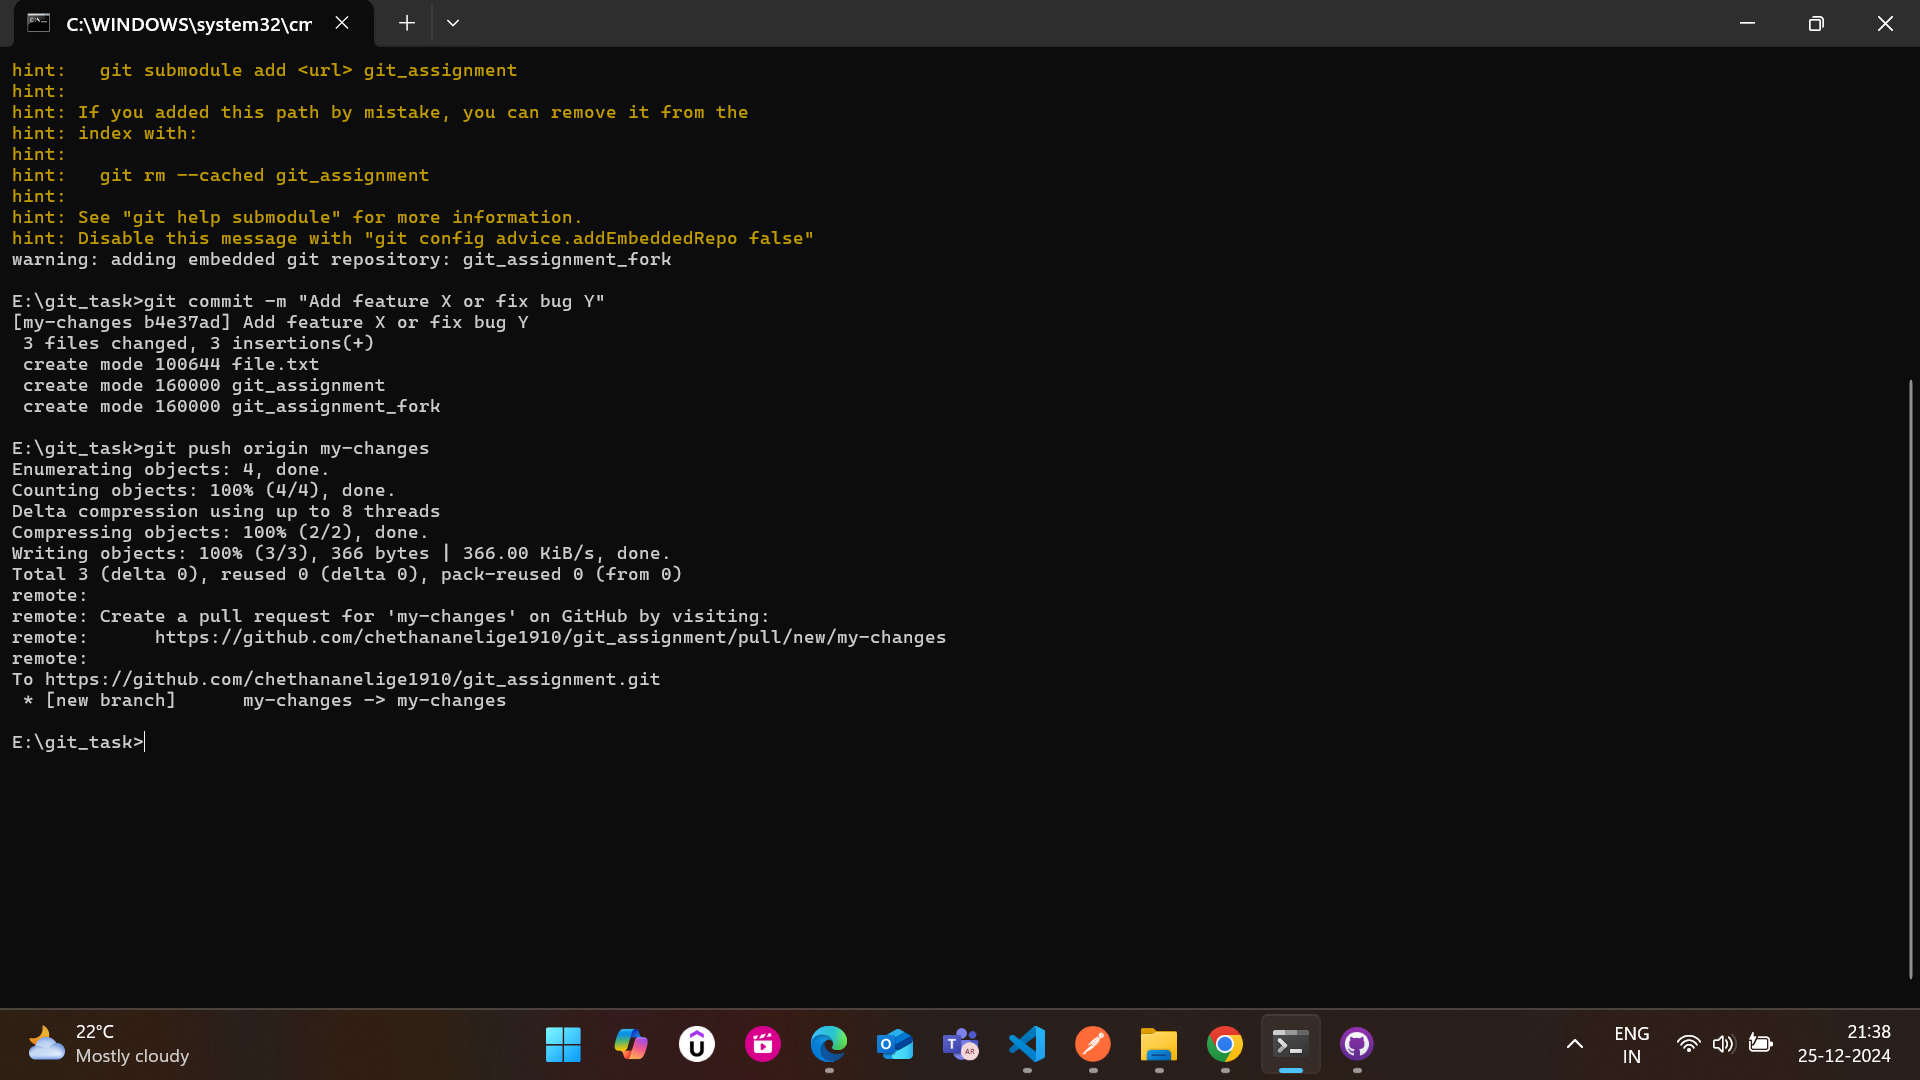 C:\WINDOWS\system32\cm
hint:   git submodule add <url> git_assignment
hint:
hint: If you added this path by mistake, you can remove it from the
hint: index with:
hint:
hint:   git rm --cached git_assignment
hint:
hint: See "git help submodule" for more information.
hint: Disable this message with "git config advice.addEmbeddedRepo false"
warning: adding embedded git repository: git_assignment_fork
E:\git_task>git commit -m "Add feature X or fix bug Y"
[my-changes b4e37ad] Add feature X or fix bug Y
 3 files changed, 3 insertions(+)
 create mode 100644 file.txt
 create mode 160000 git_assignment
 create mode 160000 git_assignment_fork
E:\git_task>git push origin my-changes
Enumerating objects: 4, done.
Counting objects: 100% (4/4), done.
Delta compression using up to 8 threads
Compressing objects: 100% (2/2), done.
Writing objects: 100% (3/3), 366 bytes | 366.00 KiB/s, done.
Total 3 (delta 0), reused 0 (delta 0), pack-reused 0 (from 0)
remote:
remote: Create a pull request for 'my-changes' on GitHub by visiting:
remote:      https://github.com/chethananelige1910/git_assignment/pull/new/my-changes
remote:
To https://github.com/chethananelige1910/git_assignment.git
 * [new branch]      my-changes -> my-changes
E:\git_task>
22°C
Mostly cloudy
ENG
IN
21:38
25-12-2024